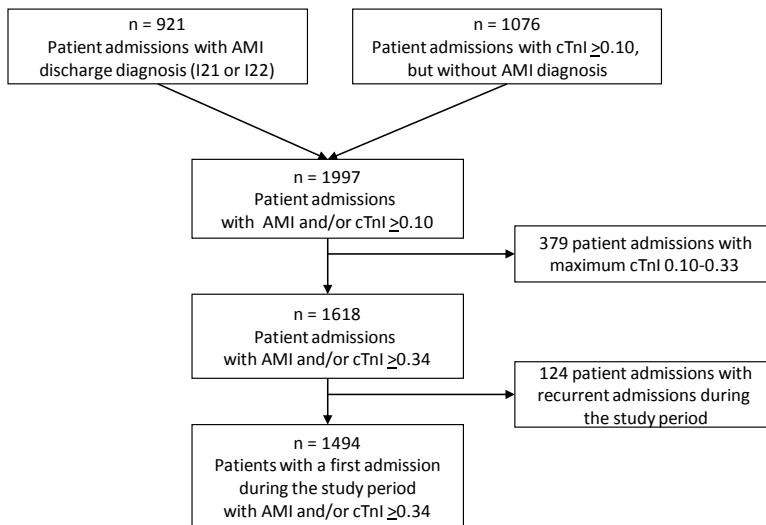 n = 921
Patient admissions with AMI
discharge diagnosis (I21 or I22)
n = 1076
Patient admissions with cTnI ≥0.10,
but without AMI diagnosis
n = 1997
Patient admissions
with AMI and/or cTnI ≥0.10
379 patient admissions with
maximum cTnI 0.10-0.33
n = 1618
Patient admissions
with AMI and/or cTnI ≥0.34
124 patient admissions with
recurrent admissions during
the study period
n = 1494
Patients with a first admission
during the study period
with AMI and/or cTnI ≥0.34